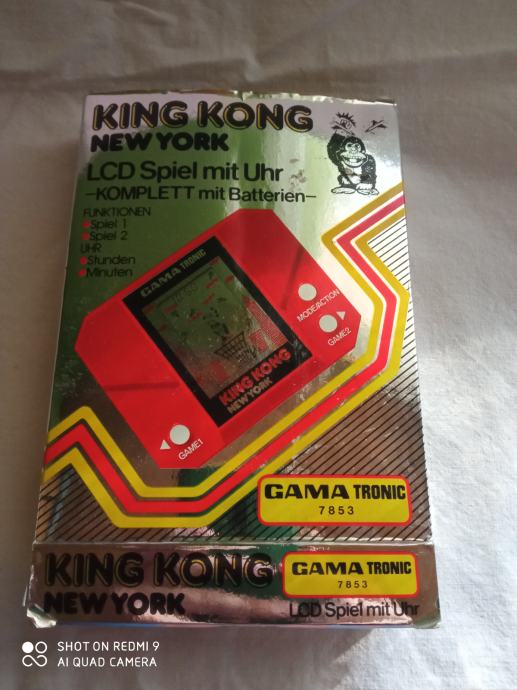 KING KONG
NEW YORK
LCD Spiel mit Uhr
—KOMPLETT mit Batterien—
FUNKTIONEN
Spiel 1
Spiel 2
UHR
Stunden
Minuten
GAMA TRONIC
MODE/ACTION
GAME2
KING KONG
NEW YORK
GAME1
GAMA TRONIC
7853
KING KONG
NEW YORK
GAMA TRONIC
7853
LCD Spiel mit Uhr
SHOT ON REDMI 9
AI QUAD CAMERA